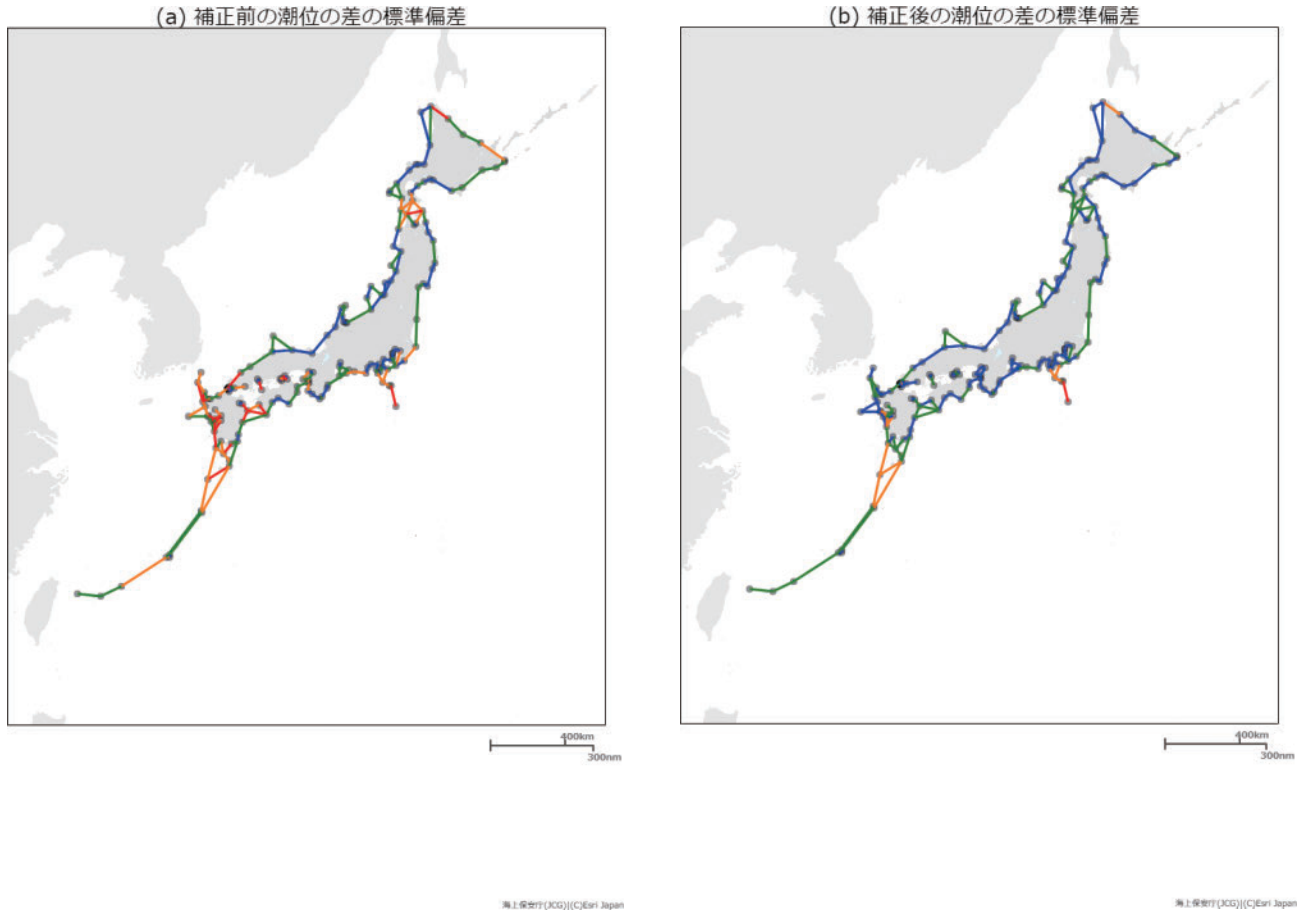 (a) 補正前の潮位の差の標準偏差
(b) 補正後の潮位の差の標準偏差
400km
300nm
400km
300nm
海上保安庁(JCG)|(C)Esri Japan
海上保安庁(JCG)|(C)Esri Japan